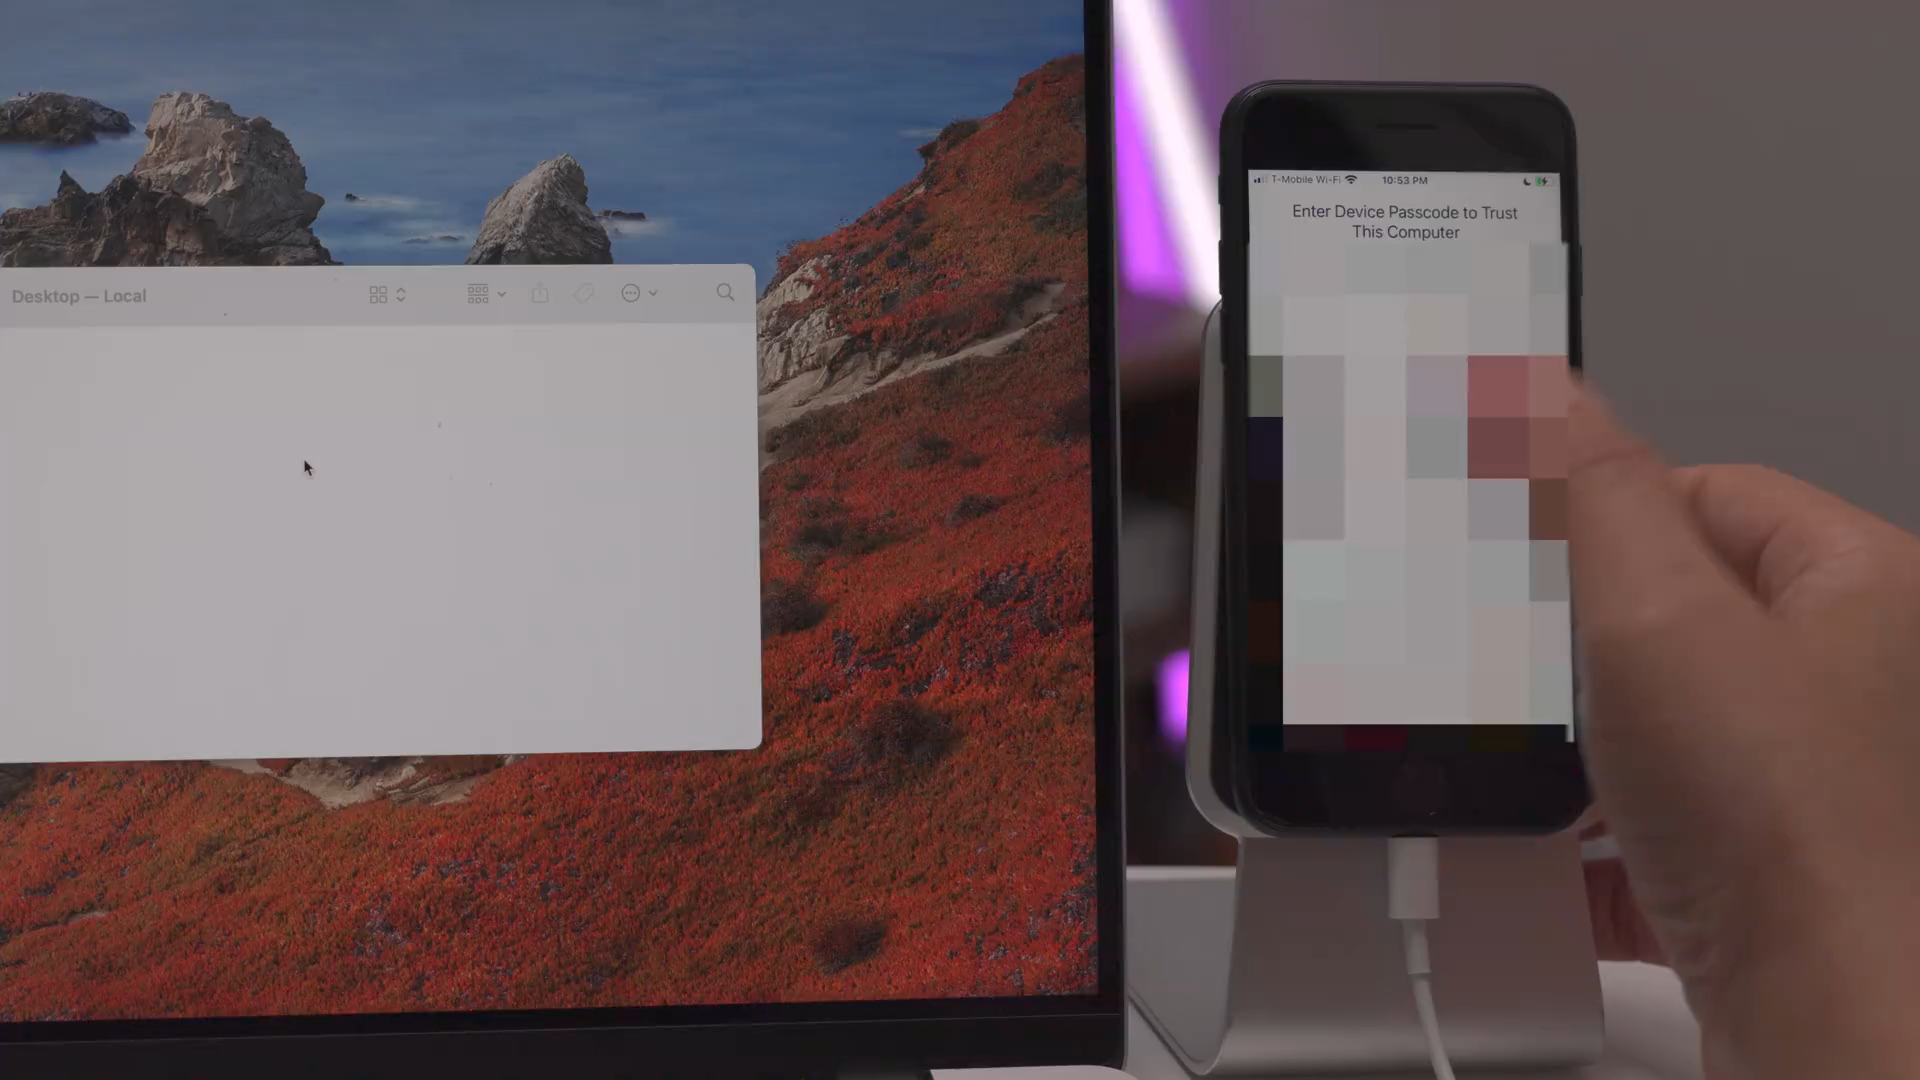 Desktop — Local
T-Mobile Wi-Fi 10:53 PM
Enter Device Passcode to Trust
This Computer